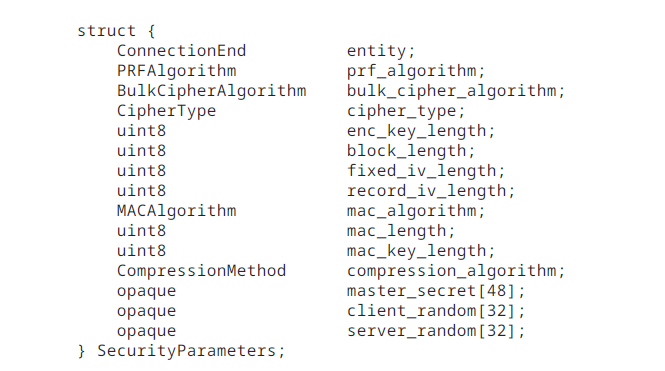 struct {
    ConnectionEnd          entity;
    PRFAlgorithm           prf_algorithm;
    BulkCipherAlgorithm    bulk_cipher_algorithm;
    CipherType             cipher_type;
    uint8                  enc_key_length;
    uint8                  block_length;
    uint8                  fixed_iv_length;
    uint8                  record_iv_length;
    MACAlgorithm           mac_algorithm;
    uint8                  mac_length;
    uint8                  mac_key_length;
    CompressionMethod      compression_algorithm;
    opaque                 master_secret[48];
    opaque                 client_random[32];
    opaque                 server_random[32];
} SecurityParameters;